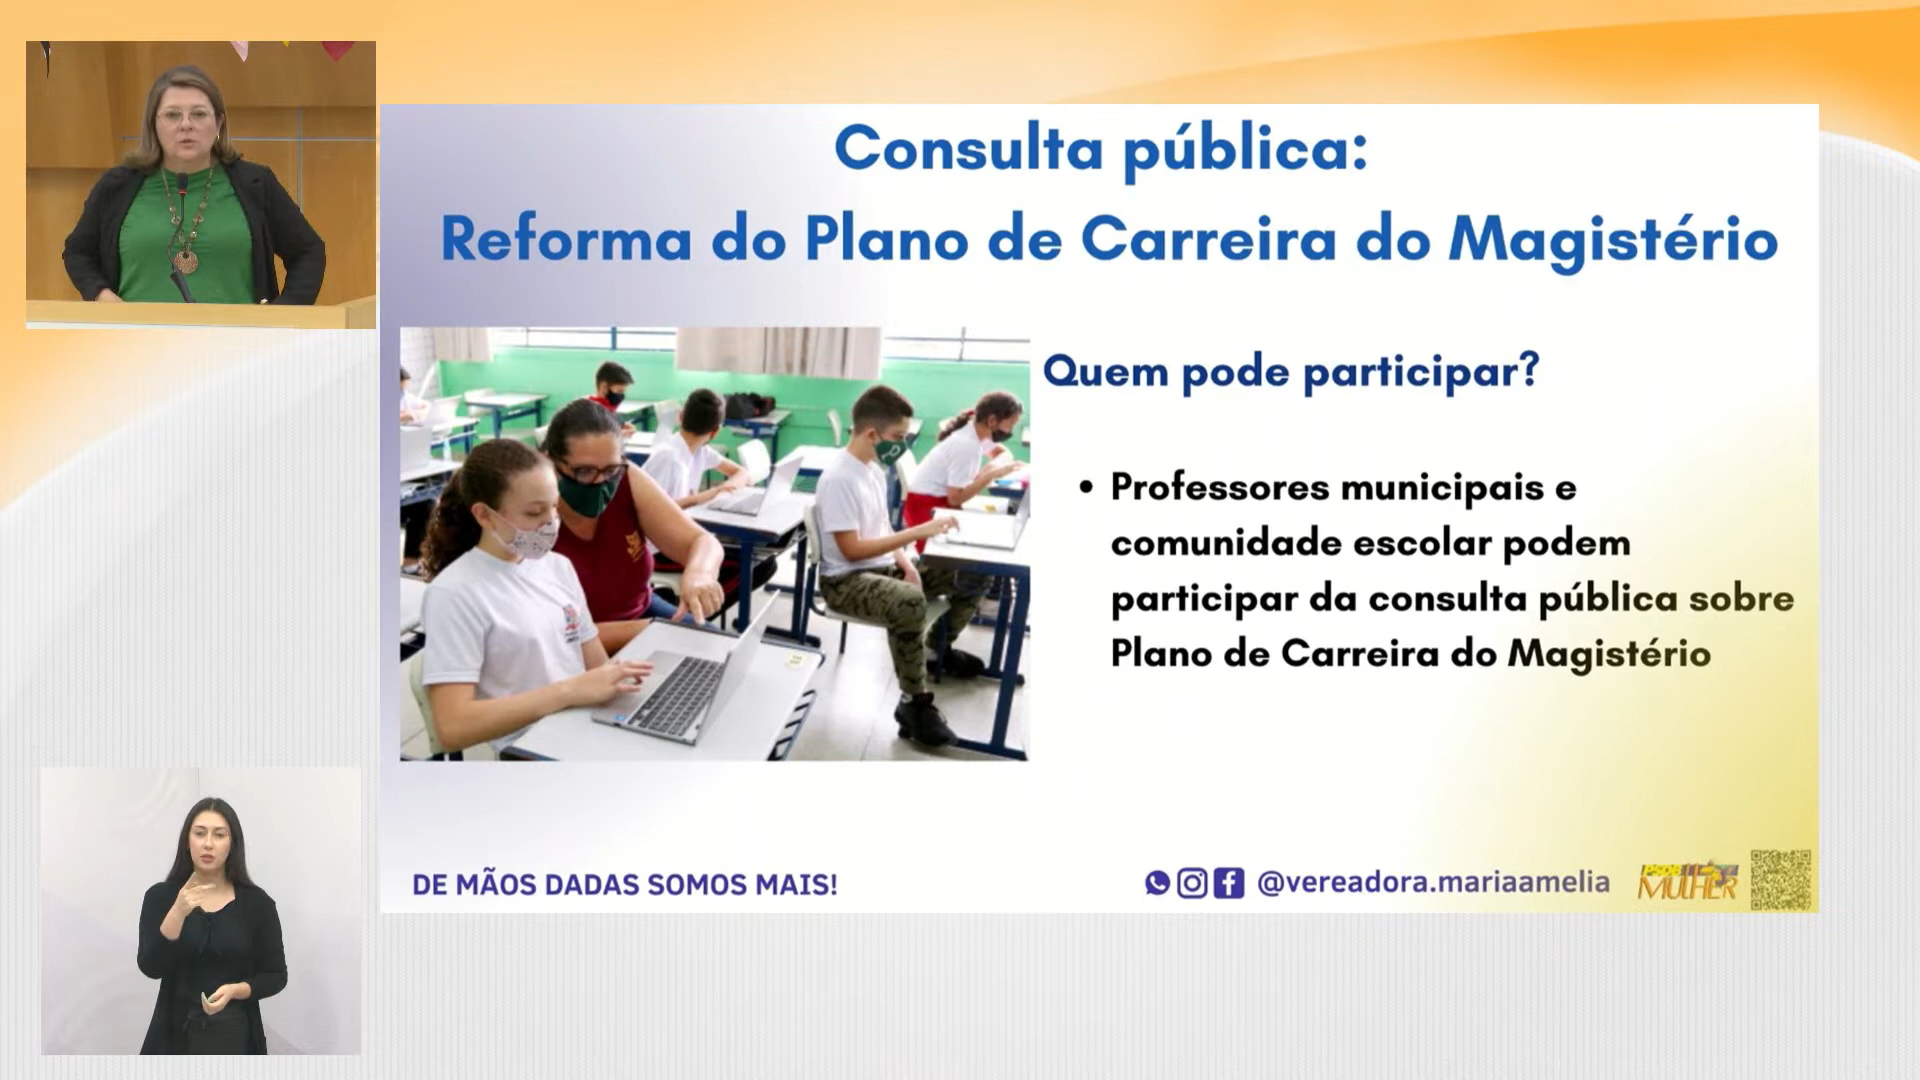 Consulta pública:
Reforma do Plano de Carreira do Magistério
Quem pode participar?
• Professores municipais e
comunidade escolar podem
participar da consulta pública sobre
Plano de Carreira do Magistério
DE MÃOS DADAS SOMOS MAIS!
@vereadora.mariaamelia
PSDB
MULHER